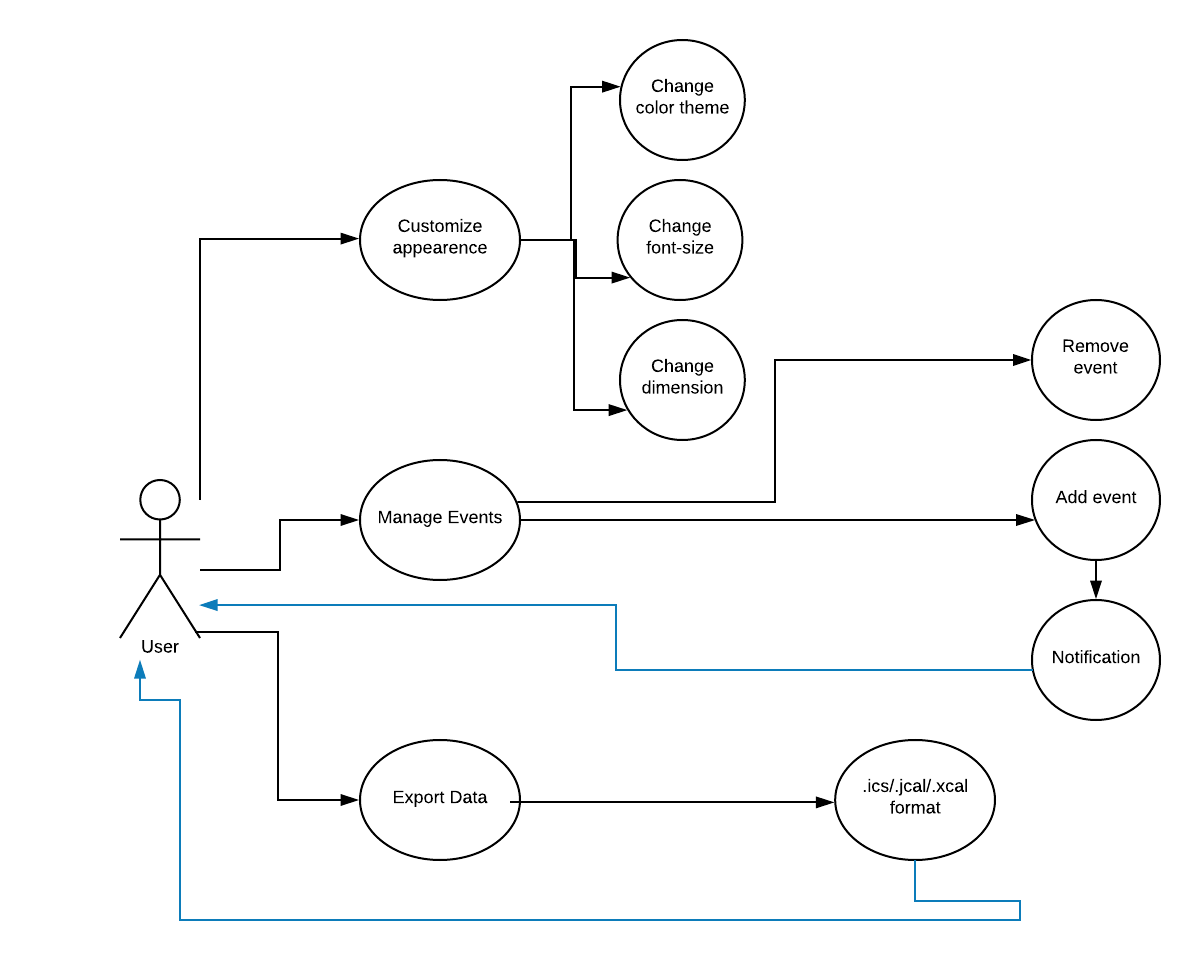 Change
color theme
Customize
appearence
Change
font-size
Change
dimension
Remove
event
Manage Events
Add event
User
Notification
Export Data
.ics/.jcal/.xcal
format